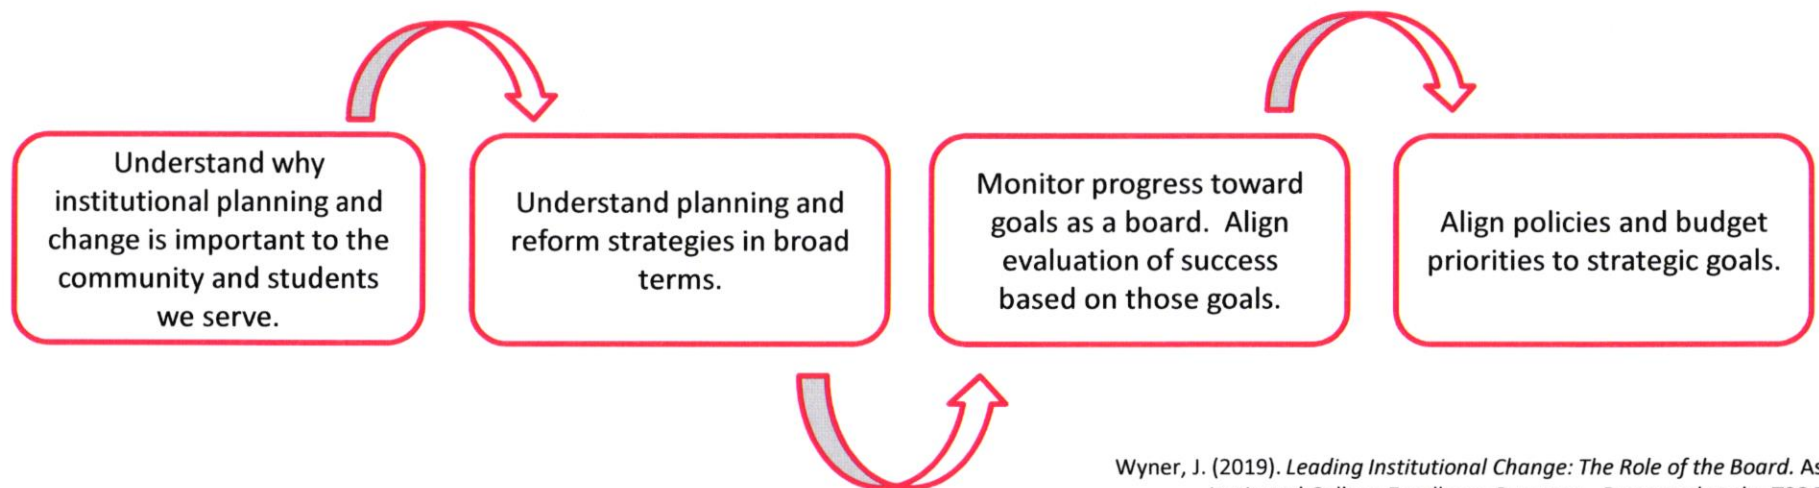 Understand why
institutional planning and
change is important to the
community and students
we serve.
Understand planning and
reform strategies in broad
terms.
Monitor progress toward
goals as a board.  Align
evaluation of success
based on those goals.
Align policies and budget
priorities to strategic goals.
Wyner, J. (2019). Leading Institutional Change: The Role of the Board.